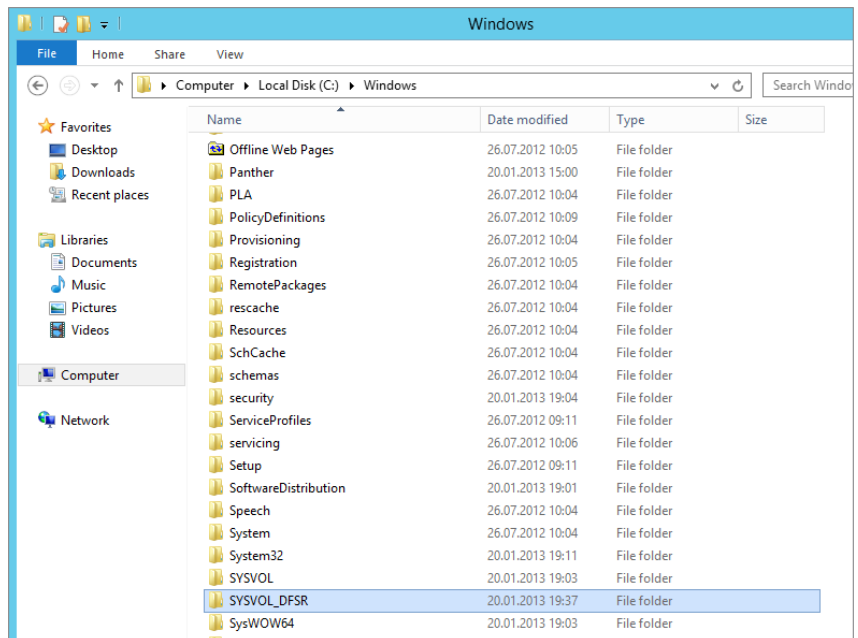 Windows
File Home Share View
Computer Local Disk (C:) Windows
Search Windo
Favorites
Desktop
Downloads
Recent places
Libraries
Documents
Music
Pictures
Videos
Computer
Network
Name Date modified Type Size
Offline Web Pages 26.07.2012 10:05 File folder
Panther 20.01.2013 15:00 File folder
PLA 26.07.2012 10:04 File folder
PolicyDefinitions 26.07.2012 10:09 File folder
Provisioning 26.07.2012 10:04 File folder
Registration 26.07.2012 10:05 File folder
RemotePackages 26.07.2012 10:04 File folder
rescache 26.07.2012 10:04 File folder
Resources 26.07.2012 10:04 File folder
SchCache 26.07.2012 10:04 File folder
schemas 26.07.2012 10:04 File folder
security 20.01.2013 19:04 File folder
ServiceProfiles 26.07.2012 09:11 File folder
servicing 26.07.2012 10:06 File folder
Setup 26.07.2012 09:11 File folder
SoftwareDistribution 20.01.2013 19:01 File folder
Speech 26.07.2012 10:04 File folder
System 26.07.2012 10:04 File folder
System32 20.01.2013 19:11 File folder
SYSVOL 20.01.2013 19:03 File folder
SYSVOL_DFSR 20.01.2013 19:37 File folder
SysWOW64 20.01.2013 19:03 File folder